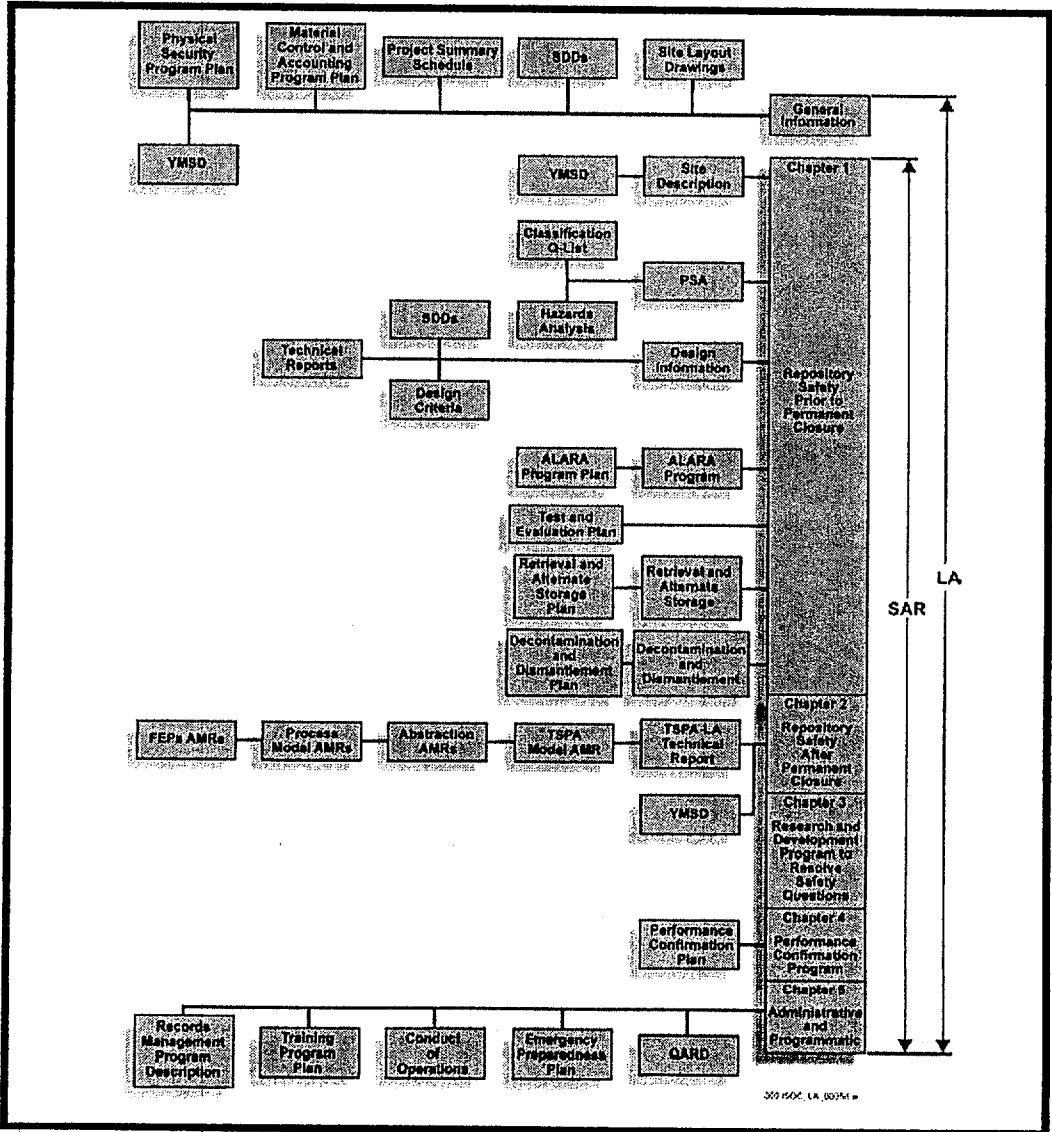 Physical
Security
Program Plan
Material
Control and
Accounting
Program Plan
Project Summary
Schedule
SDDs
Site Layout
Drawings
General
Information
YMSD
YMSD
Site
Description
Chapter 1
Classification
Q-List
PSA
Hazards
Analysis
SDDs
Technical
Reports
Design
Information
Design
Criteria
Repository
Safety
Prior to
Permanent
Closure
ALARA
Program Plan
ALARA
Program
Test and
Evaluation Plan
Retrieval and
Alternate
Storage
Plan
Retrieval and
Alternate
Storage
LA
SAR
Decontamination
and
Dismantlement
Plan
Decontamination
and
Dismantlement
Chapter 2
Repository
Safety
After
Permanent
Closure
FEPs AMRs
Process
Model AMRs
Abstraction
AMRs
TSPA
Model AMR
TSPA-LA
Technical
Report
YMSD
Chapter 3
Research and
Development
Program to
Resolve
Safety
Questions
Performance
Confirmation
Plan
Chapter 4
Performance
Confirmation
Program
Chapter 5
Administrative
and
Programmatic
Records
Management
Program
Description
Training
Program
Plan
Conduct
of
Operations
Emergency
Preparedness
Plan
QARD